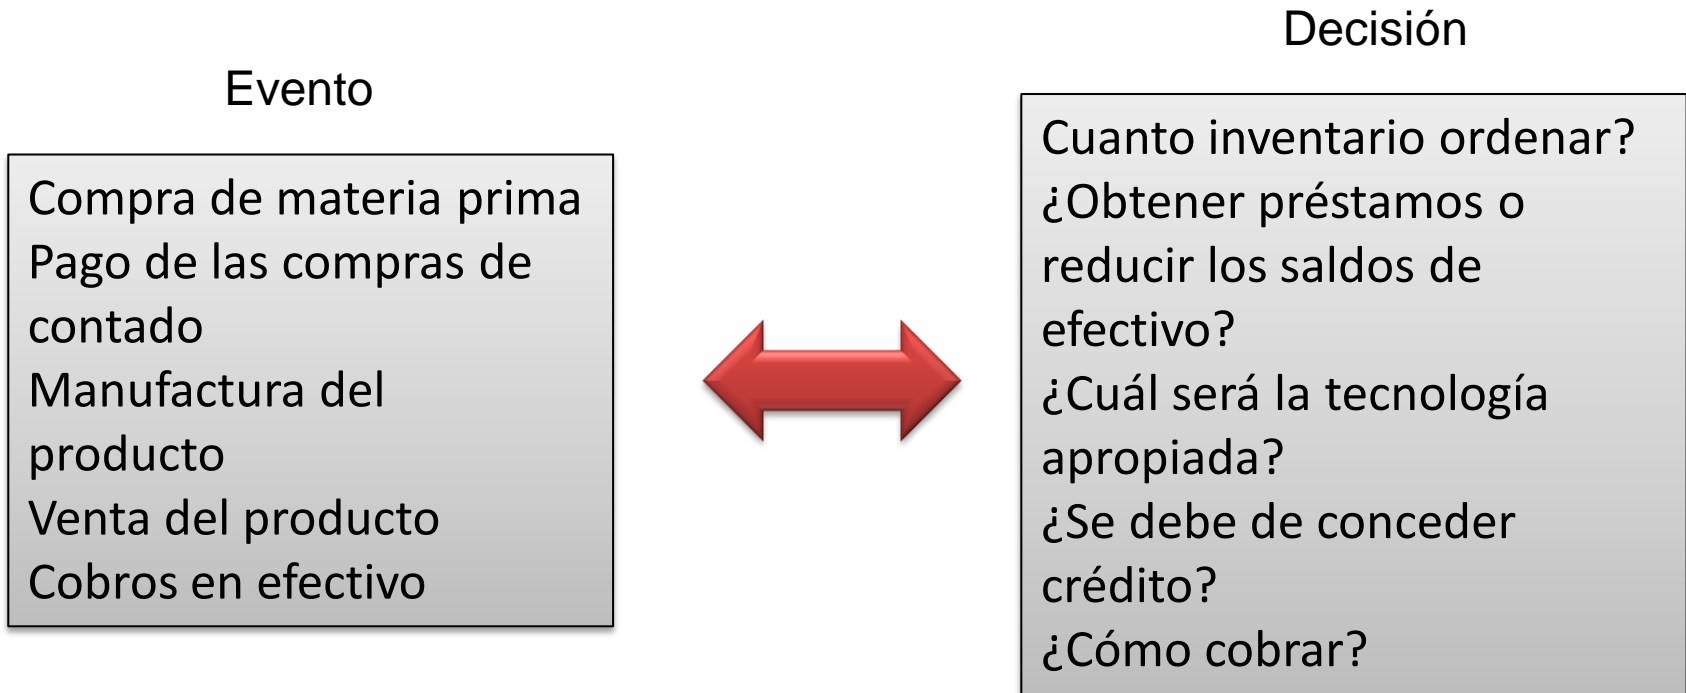 Evento
Compra de materia prima
Pago de las compras de
contado
Manufactura del
producto
Venta del producto
Cobros en efectivo
Decisión
Cuanto inventario ordenar?
¿Obtener préstamos o
reducir los saldos de
efectivo?
¿Cuál será la tecnología
apropiada?
¿Se debe de conceder
crédito?
¿Cómo cobrar?